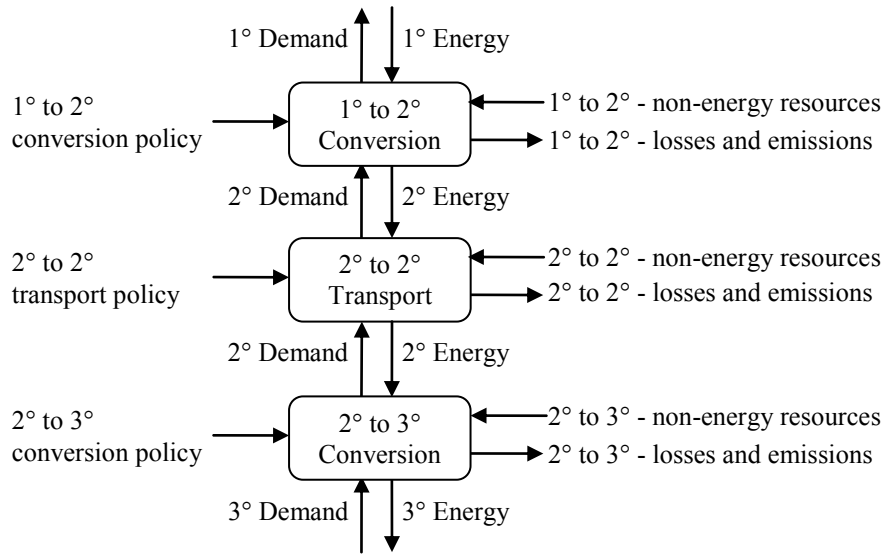 1° Demand
1° Energy
1° to 2°
conversion policy
1° to 2°
Conversion
1° to 2° - non-energy resources
1° to 2° - losses and emissions
2° Demand
2° Energy
2° to 2°
transport policy
2° to 2°
Transport
2° to 2° - non-energy resources
2° to 2° - losses and emissions
2° Demand
2° Energy
2° to 3°
conversion policy
2° to 3°
Conversion
2° to 3° - non-energy resources
2° to 3° - losses and emissions
3° Demand
3° Energy